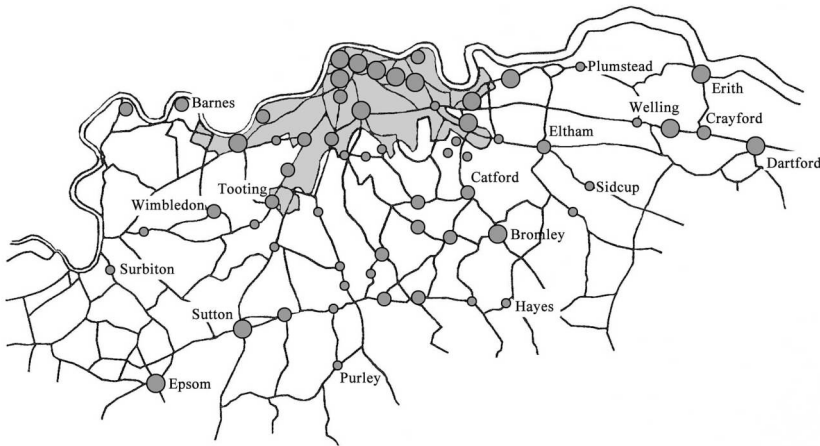 Plumstead
Barnes
Erith
Welling
Crayford
Eltham
Dartford
Catford
Tooting
Sidcup
Wimbledon
Bromley
Surbiton
Hayes
Sutton
Purley
Epsom